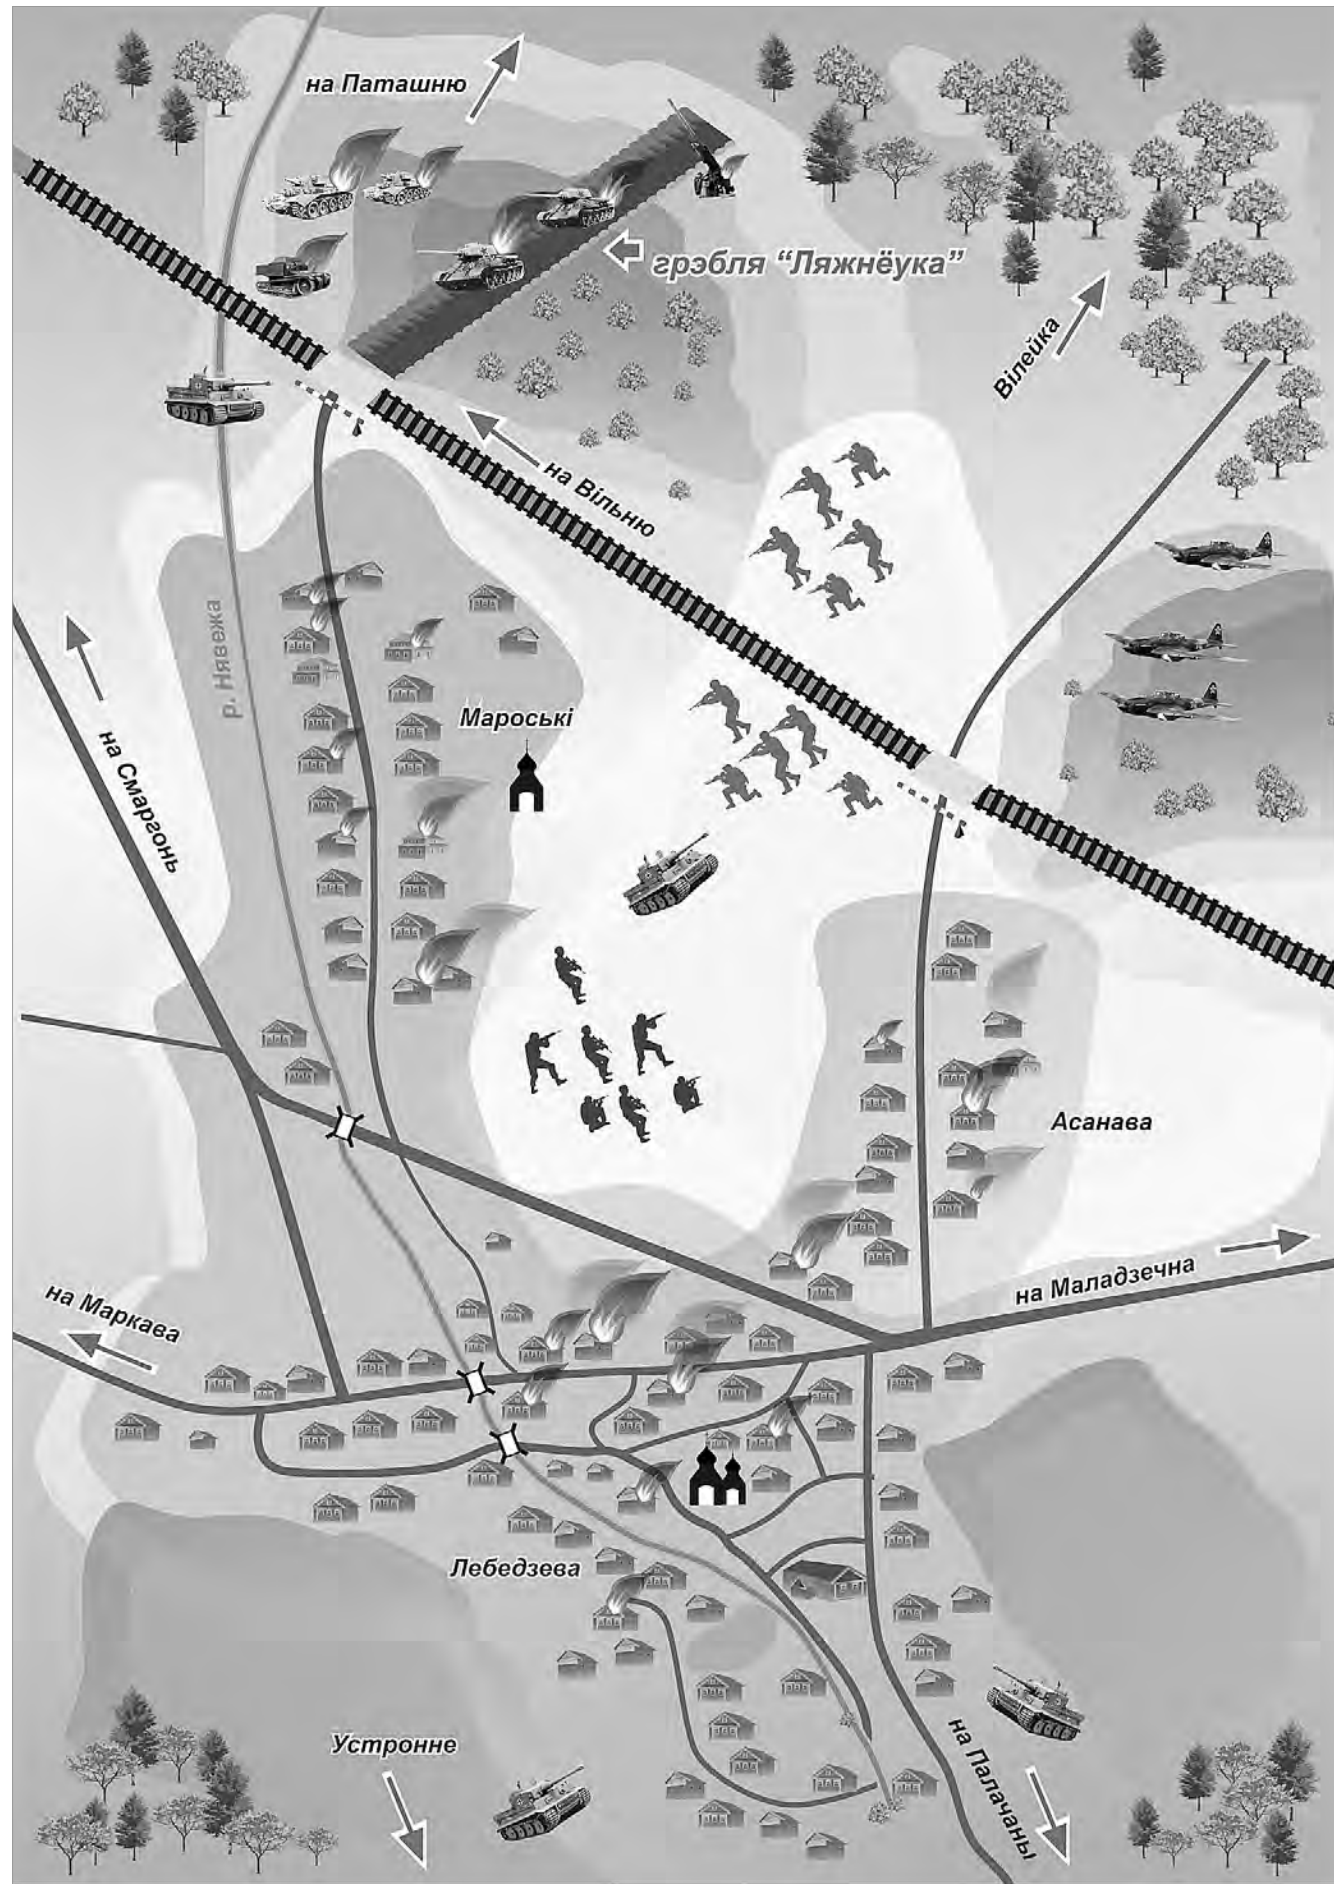 на Паташню
грэбля “Ляжнёука”
Вілейка
на Вільню
р. Нявежа
Мароські
на Смаргонь
Асанава
на Маладзечна
на Маркава
Лебедзева
Устронне
на Палачаны